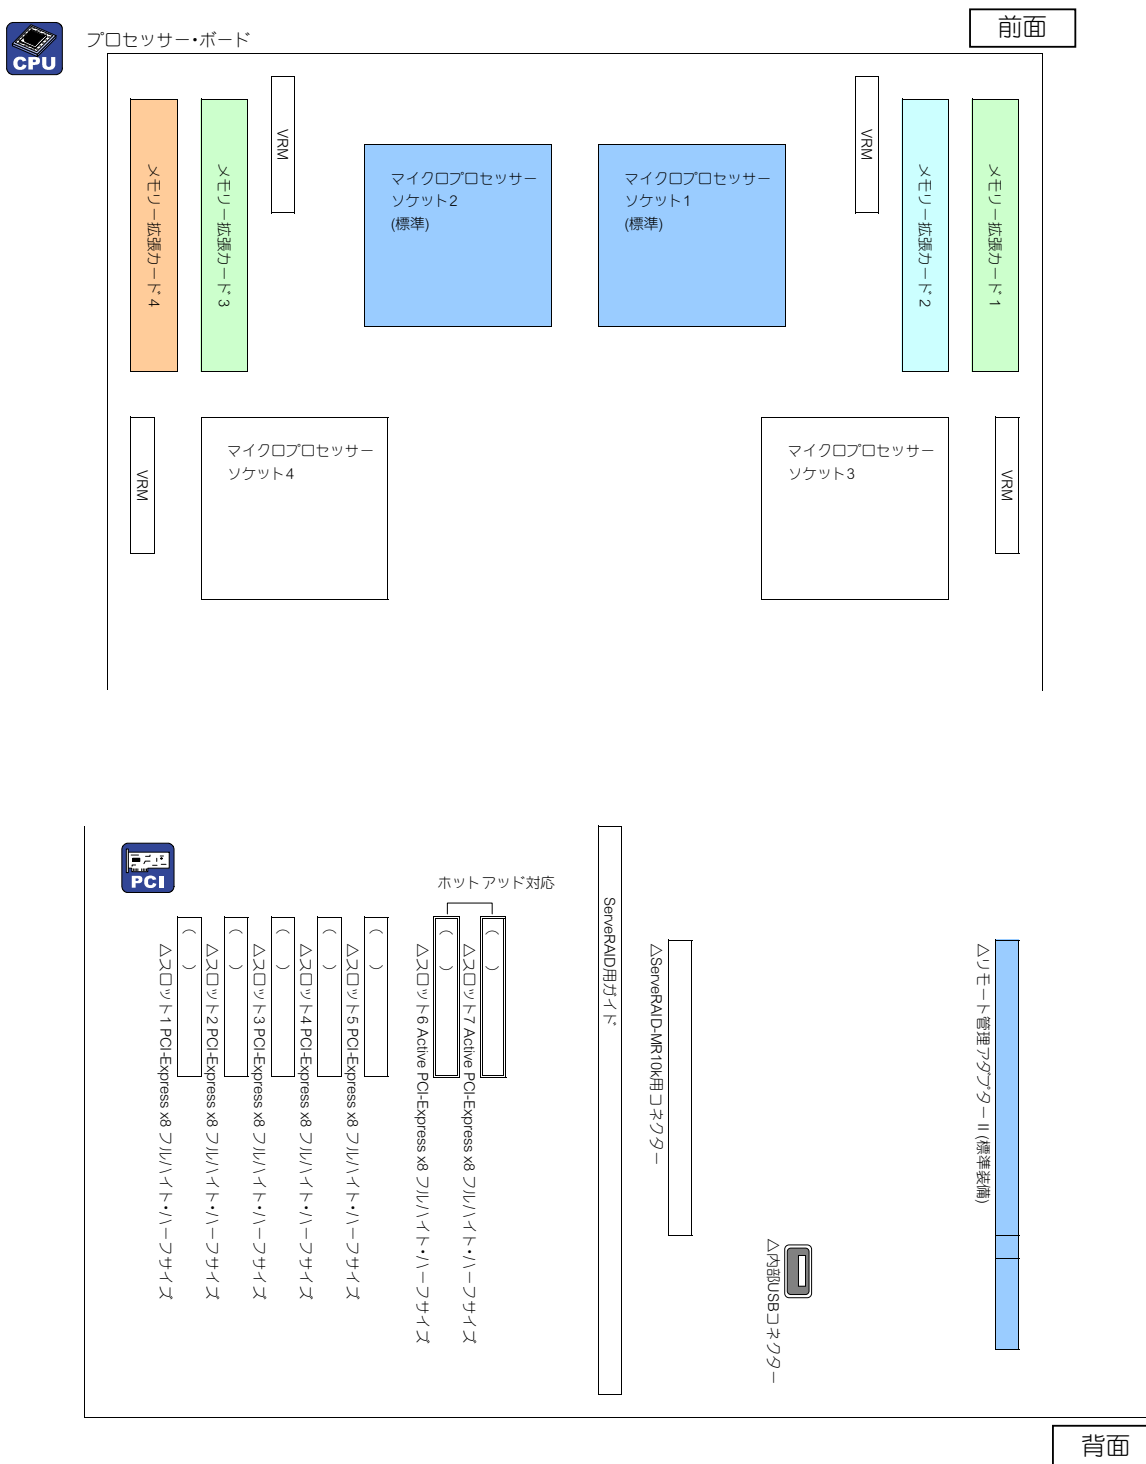 前面
CPU
プロセッサー・ボード
メモリー拡張カード 4
メモリー拡張カード 3
VRM
マイクロプロセッサー
ソケット2
(標準)
マイクロプロセッサー
ソケット1
(標準)
VRM
メモリー拡張カード 2
メモリー拡張カード 1
VRM
マイクロプロセッサー
ソケット4
マイクロプロセッサー
ソケット3
VRM
PCI
ホットアッド対応
( )
( )
( )
( )
( )
( )
( )
△スロット1 PCI-Express x8 フルハイト・ハーフサイズ
△スロット2 PCI-Express x8 フルハイト・ハーフサイズ
△スロット3 PCI-Express x8 フルハイト・ハーフサイズ
△スロット4 PCI-Express x8 フルハイト・ハーフサイズ
△スロット5 PCI-Express x8 フルハイト・ハーフサイズ
△スロット6 Active PCI-Express x8 フルハイト・ハーフサイズ
△スロット7 Active PCI-Express x8 フルハイト・ハーフサイズ
ServeRAID用ガイド
△ServeRAID-MR10k用コネクター
△内部USBコネクター
△リモート管理アダプター II (標準装備)
背面